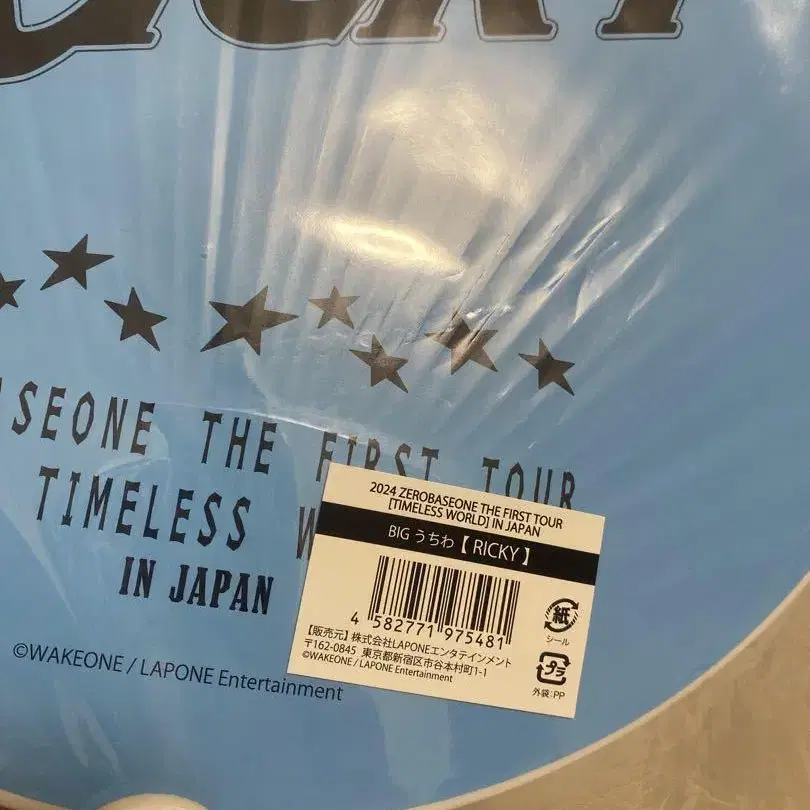 SEONE THE FIRST TOUR
TIMELESS W
IN JAPAN
©WAKEONE / LAPONE Entertainment
2024 ZEROBASEONE THE FIRST TOUR
[TIMELESS WORLD] IN JAPAN
BIG うちわ【 RICKY 】
4 582771 975481
【販売元】株式会社LAPONEエンタテインメント
〒162-0845 東京都新宿区市谷本村町1-1
©WAKEONE / LAPONE Entertainment
紙
シール
プラ
外袋:PP